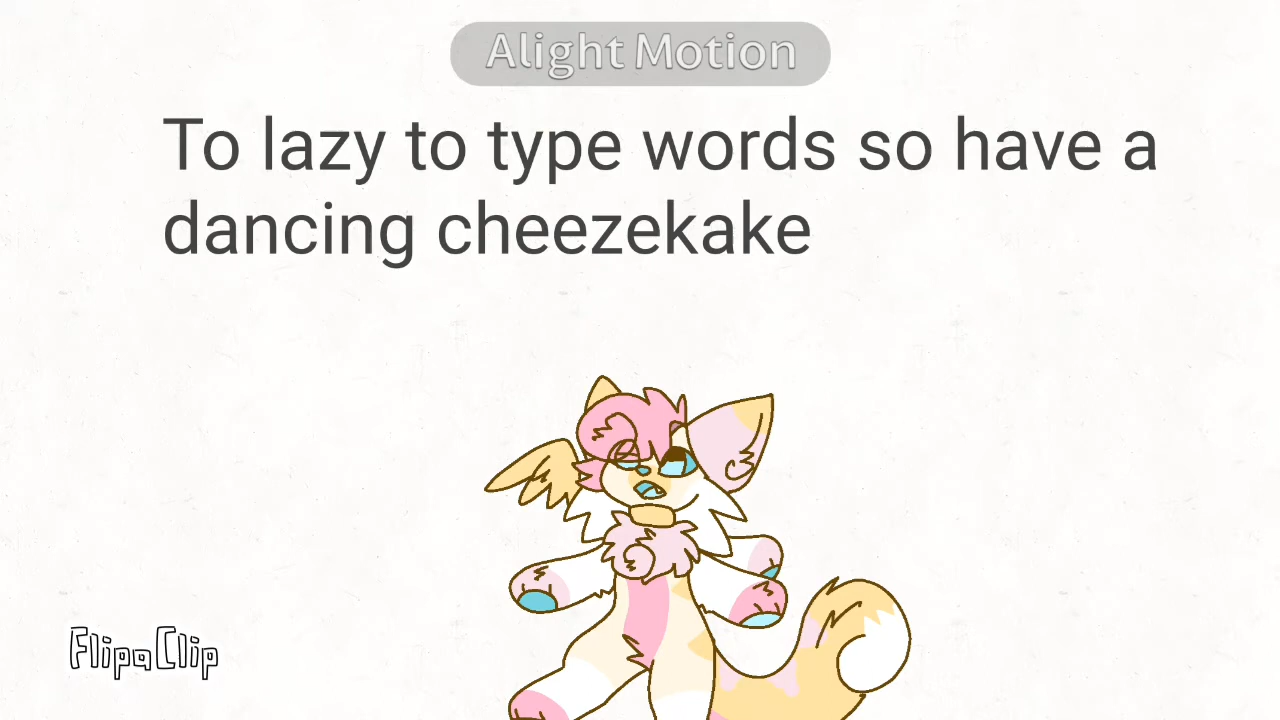 Alight Motion
To lazy to type words so have a
dancing cheezekake
FlipaClip